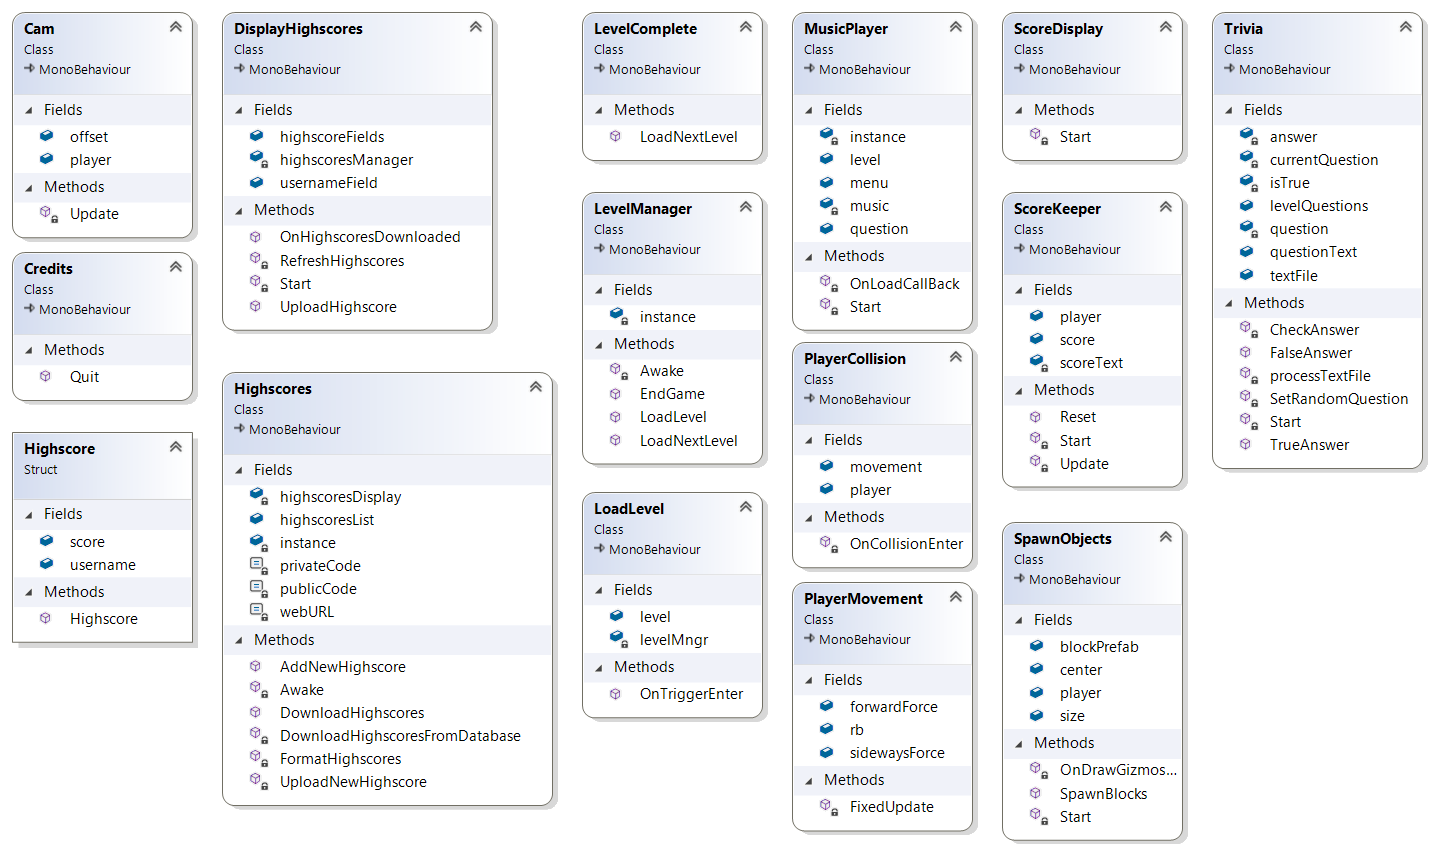 Cam
Class
MonoBehaviour
Fields
offset
player
Methods
Update
Credits
Class
MonoBehaviour
Methods
Quit
Highscore
Struct
Fields
score
username
Methods
Highscore
DisplayHighscores
Class
MonoBehaviour
Fields
highscoreFields
highscoresManager
usernameField
Methods
OnHighscoresDownloaded
RefreshHighscores
Start
UploadHighscore
Highscores
Class
MonoBehaviour
Fields
highscoresDisplay
highscoresList
instance
privateCode
publicCode
webURL
Methods
AddNewHighscore
Awake
DownloadHighscores
DownloadHighscoresFromDatabase
FormatHighscores
UploadNewHighscore
LevelComplete
Class
MonoBehaviour
Methods
LoadNextLevel
LevelManager
Class
MonoBehaviour
Fields
instance
Methods
Awake
EndGame
LoadLevel
LoadNextLevel
LoadLevel
Class
MonoBehaviour
Fields
level
levelMngr
Methods
OnTriggerEnter
MusicPlayer
Class
MonoBehaviour
Fields
instance
level
menu
music
question
Methods
OnLoadCallBack
Start
PlayerCollision
Class
MonoBehaviour
Fields
movement
player
Methods
OnCollisionEnter
PlayerMovement
Class
MonoBehaviour
Fields
forwardForce
rb
sidewaysForce
Methods
FixedUpdate
ScoreDisplay
Class
MonoBehaviour
Methods
Start
ScoreKeeper
Class
MonoBehaviour
Fields
player
score
scoreText
Methods
Reset
Start
Update
SpawnObjects
Class
MonoBehaviour
Fields
blockPrefab
center
player
size
Methods
OnDrawGizmos...
SpawnBlocks
Start
Trivia
Class
MonoBehaviour
Fields
answer
currentQuestion
isTrue
levelQuestions
question
questionText
textFile
Methods
CheckAnswer
FalseAnswer
processTextFile
SetRandomQuestion
Start
TrueAnswer